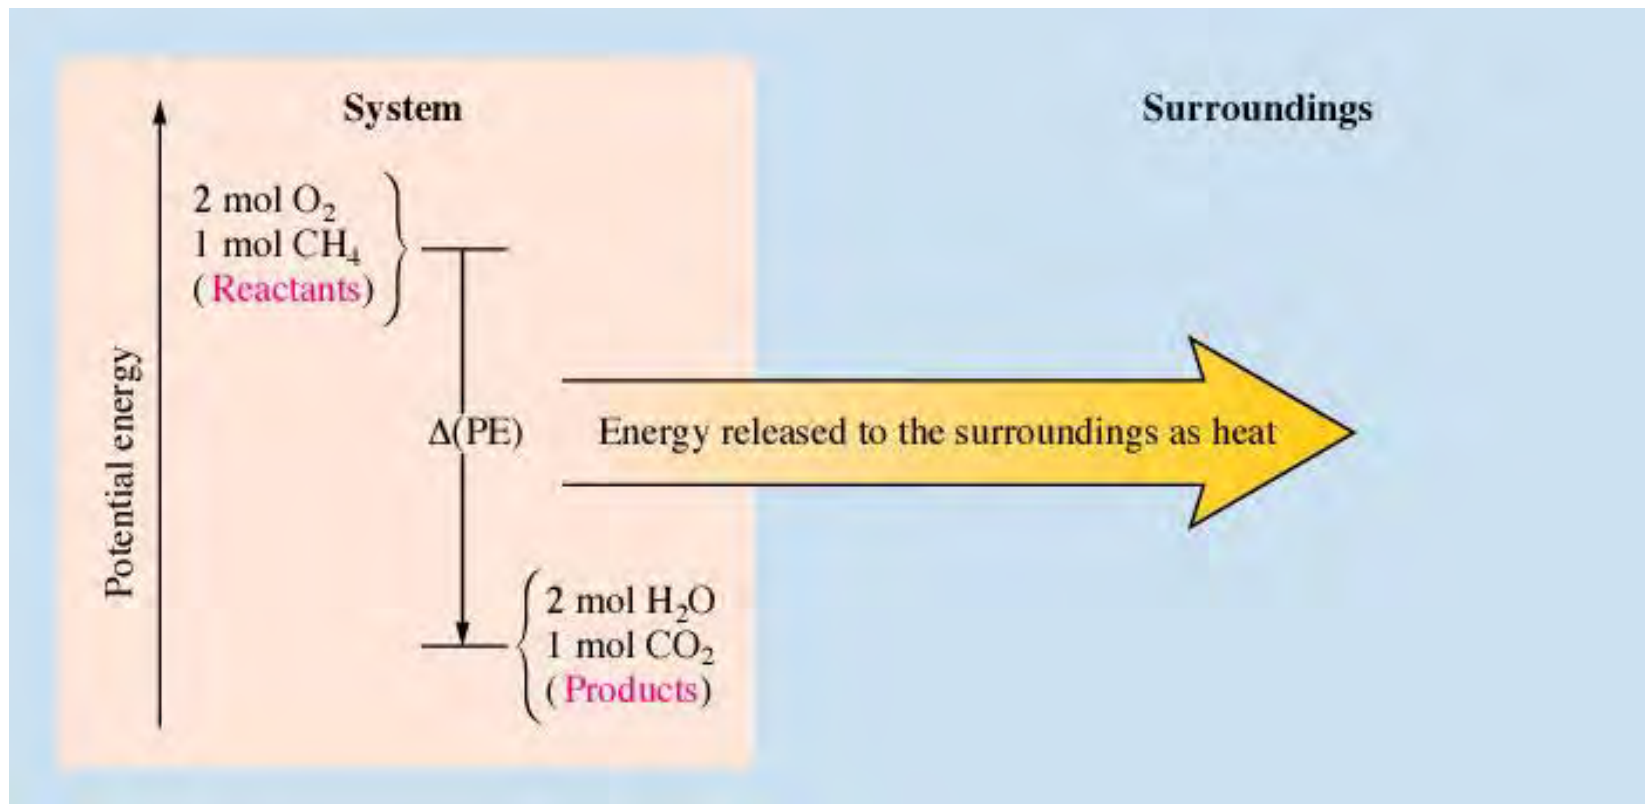 System
Surroundings
2 mol O₂
1 mol CH₄
(Reactants)
Potential energy
Δ(PE)
Energy released to the surroundings as heat
2 mol H₂O
1 mol CO₂
(Products)